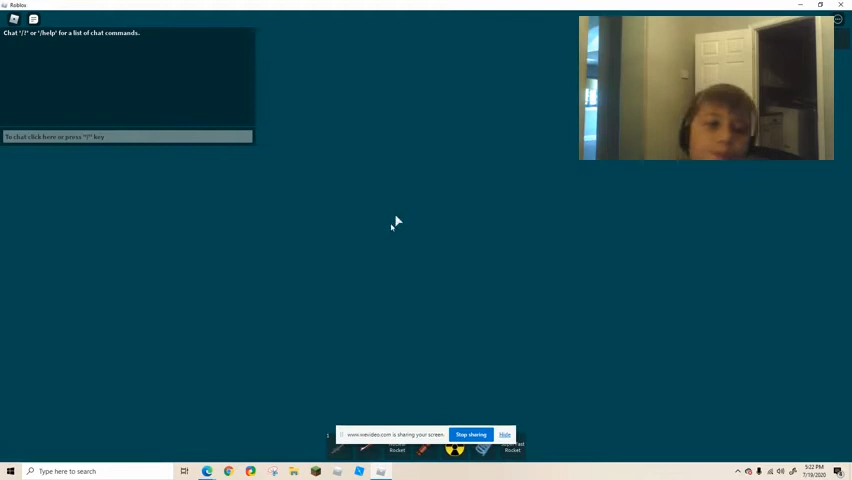 Roblox
Chat '/?' or '/help' for a list of chat commands.
To chat click here or press "/" key
1
www.wevideo.com is sharing your screen.
Stop sharing
Hide
Rocket
Rocket
Type here to search
5:22 PM
7/19/2020